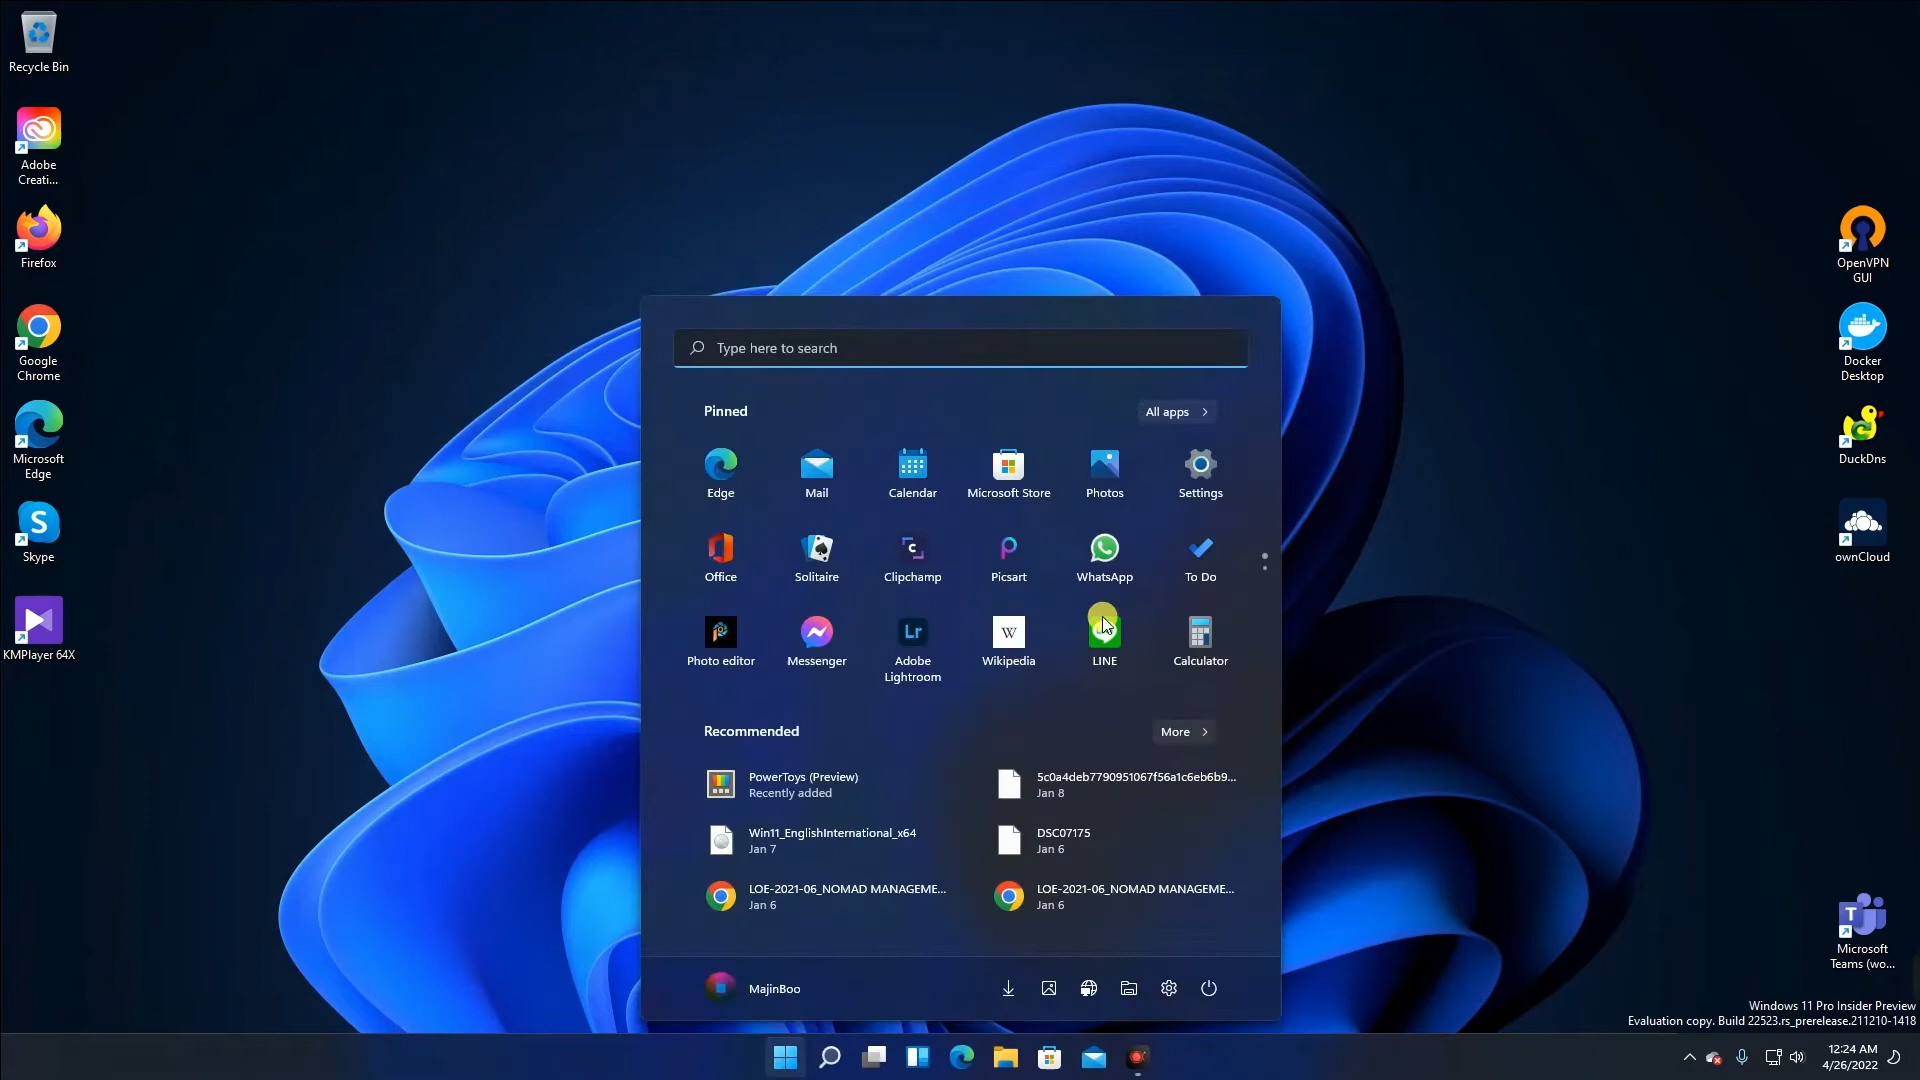 Recycle Bin
Adobe
Creati...
Firefox
Google
Chrome
Microsoft
Edge
Skype
KMPlayer 64X
Type here to search
Pinned
All apps
Edge
Mail
Calendar
Microsoft Store
Photos
Settings
Office
Solitaire
Clipchamp
Picsart
WhatsApp
To Do
Photo editor
Messenger
Adobe
Lightroom
Wikipedia
LINE
Calculator
Recommended
More
PowerToys (Preview)
Recently added
5c0a4deb7790951067f56a1c6eb6b9...
Jan 8
Win11_EnglishInternational_x64
Jan 7
DSC07175
Jan 6
LOE-2021-06_NOMAD MANAGEME...
Jan 6
LOE-2021-06_NOMAD MANAGEME...
Jan 6
MajinBoo
OpenVPN
GUI
Docker
Desktop
DuckDns
ownCloud
Microsoft
Teams (wo...
Windows 11 Pro Insider Preview
Evaluation copy. Build 22523.rs_prerelease.211210-1418
12:24 AM
4/26/2022